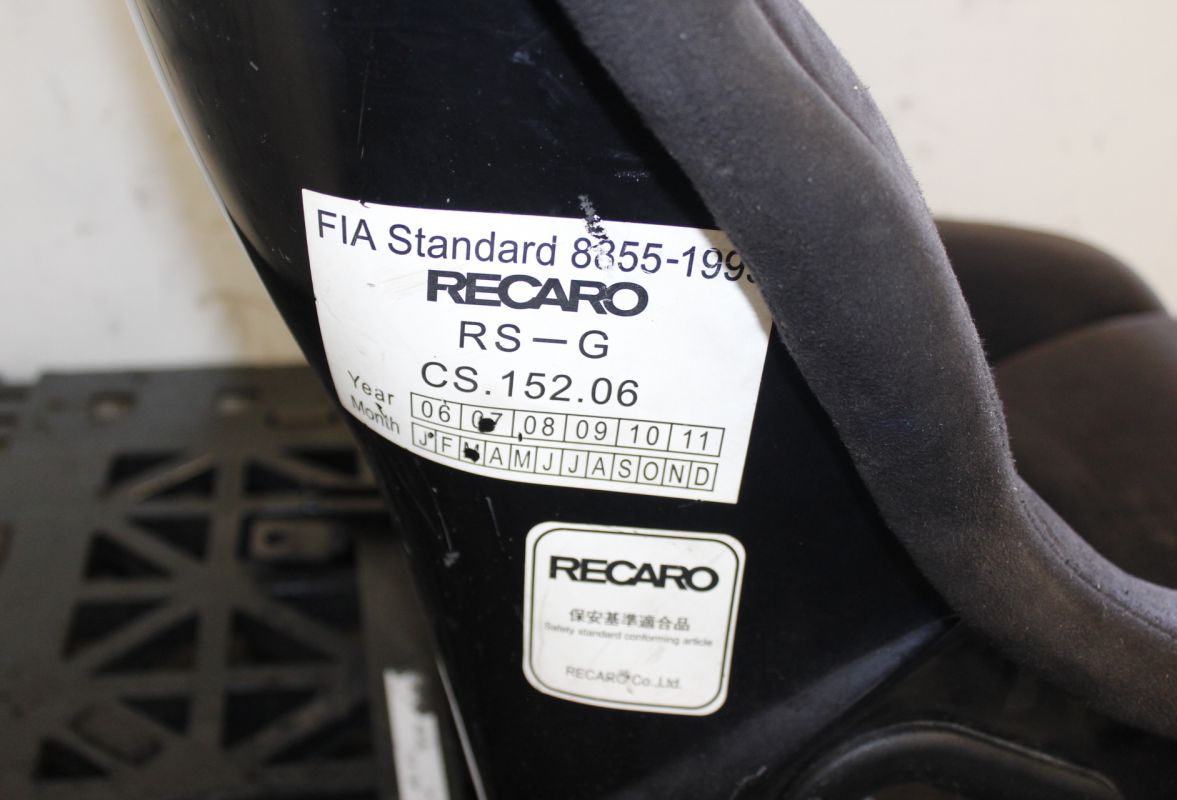 FIA Standard 8855-1999
RECARO
RS-G
CS.152.06
Year 06 07 08 09 10 11
Month J F M A M J J A S O N D
RECARO
保安基準適合品
Safety standard conforming article
RECARO Co.,Ltd.